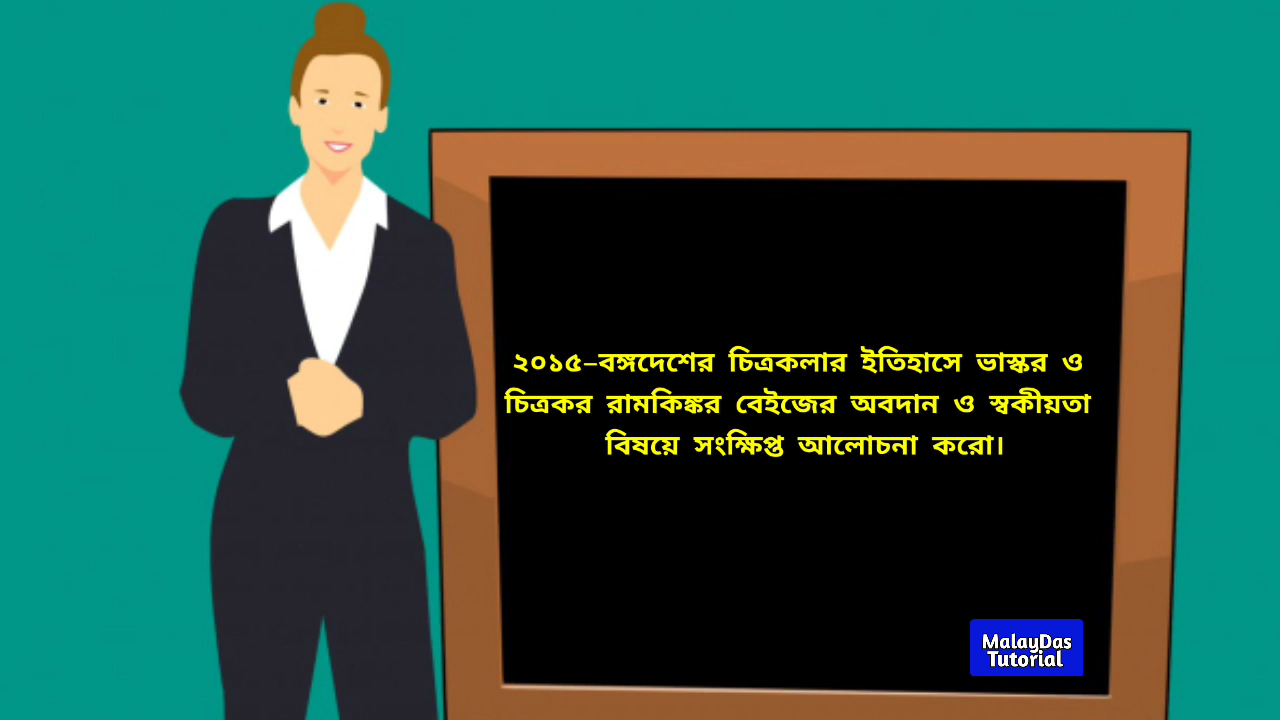 ২০১৫–বঙ্গদেশের চিত্রকলার ইতিহাসে ভাস্কর ও
চিত্রকর রামকিঙ্কর বেইজের অবদান ও স্বকীয়তা
বিষয়ে সংক্ষিপ্ত আলোচনা করো।
MalayDas
Tutorial